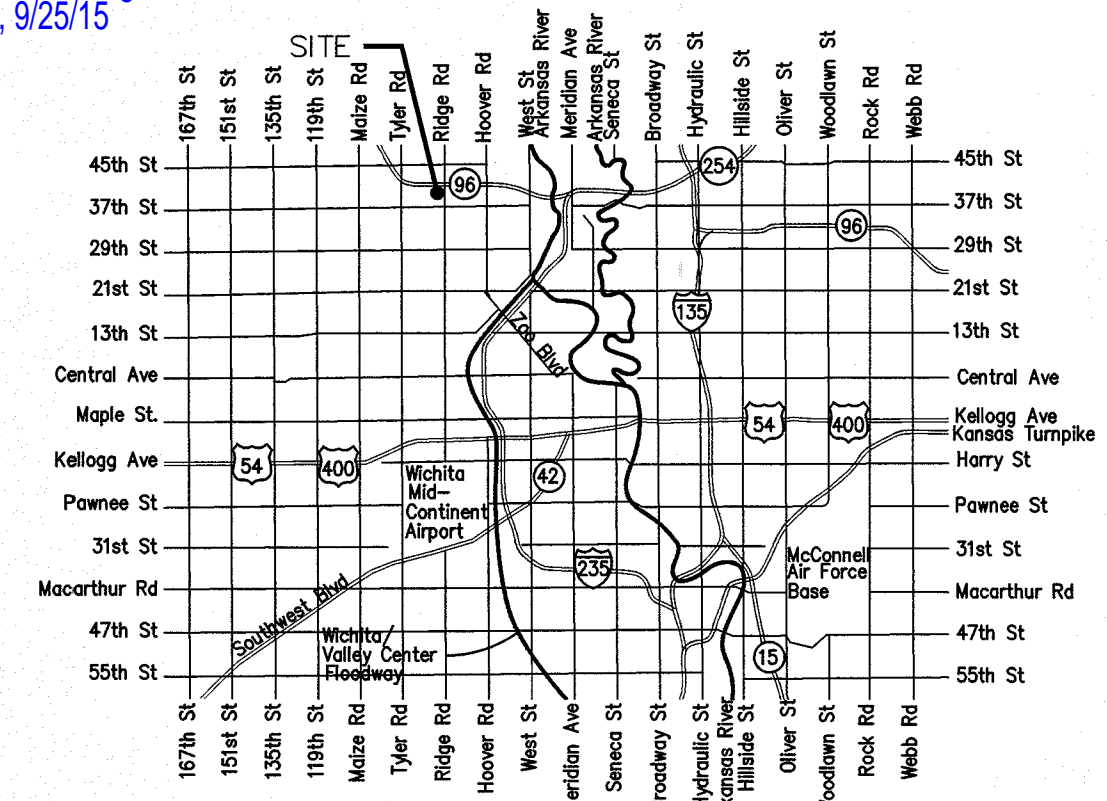 , 9/25/15
SITE
167th St
151st St
135th St
119th St
Maize Rd
Tyler Rd
Ridge Rd
Hoover Rd
West St
Arkansas River
Meridian Ave
Arkansas River
Seneca St
Broadway St
Hydraulic St
Hillside St
Oliver St
Woodlawn St
Rock Rd
Webb Rd
45th St
37th St
29th St
21st St
13th St
Central Ave
Maple St.
Kellogg Ave
Pawnee St
31st St
Macarthur Rd
47th St
55th St
96
254
96
135
Zoo Blvd
54
400
54
400
42
Wichita
Mid-
Continent
Airport
235
McConnell
Air Force
Base
Southwest Blvd
Wichita/
Valley Center
Floodway
15
45th St
37th St
29th St
21st St
13th St
Central Ave
Kellogg Ave
Kansas Turnpike
Harry St
Pawnee St
31st St
Macarthur Rd
47th St
55th St
167th St
151st St
135th St
119th St
Maize Rd
Tyler Rd
Ridge Rd
Hoover Rd
West St
eridian Ave
Seneca St
roadway St
Hydraulic St
kansas River
Hillside St
Oliver St
Woodlawn St
Rock Rd
Webb Rd